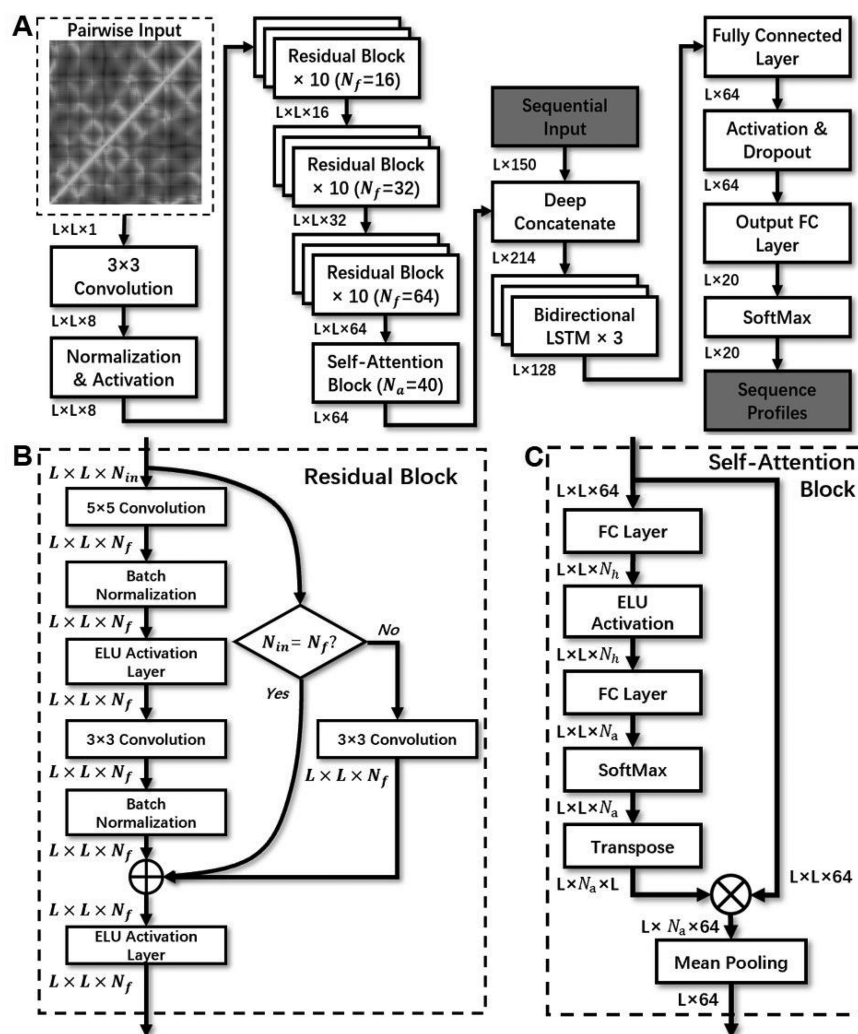 A
Pairwise Input
L×L×1
3×3
Convolution
L×L×8
Normalization
& Activation
L×L×8
Residual Block
× 10 (N_f=16)
L×L×16
Residual Block
× 10 (N_f=32)
L×L×32
Residual Block
× 10 (N_f=64)
L×L×64
Self-Attention
Block (N_a=40)
L×64
Sequential
Input
L×150
Deep
Concatenate
L×214
Bidirectional
LSTM × 3
L×128
Fully Connected
Layer
L×64
Activation &
Dropout
L×64
Output FC
Layer
L×20
SoftMax
L×20
Sequence
Profiles
B
Residual Block
L × L × N_in
5×5 Convolution
L × L × N_f
Batch
Normalization
L × L × N_f
ELU Activation
Layer
L × L × N_f
3×3 Convolution
L × L × N_f
Batch
Normalization
L × L × N_f
L × L × N_f
ELU Activation
Layer
L × L × N_f
N_in = N_f?
No
Yes
3×3 Convolution
L × L × N_f
C
Self-Attention
Block
L×L×64
FC Layer
L×L×N_h
ELU
Activation
L×L×N_h
FC Layer
L×L×N_a
SoftMax
L×L×N_a
Transpose
L×N_a×L
L×L×64
L× N_a×64
Mean Pooling
L×64